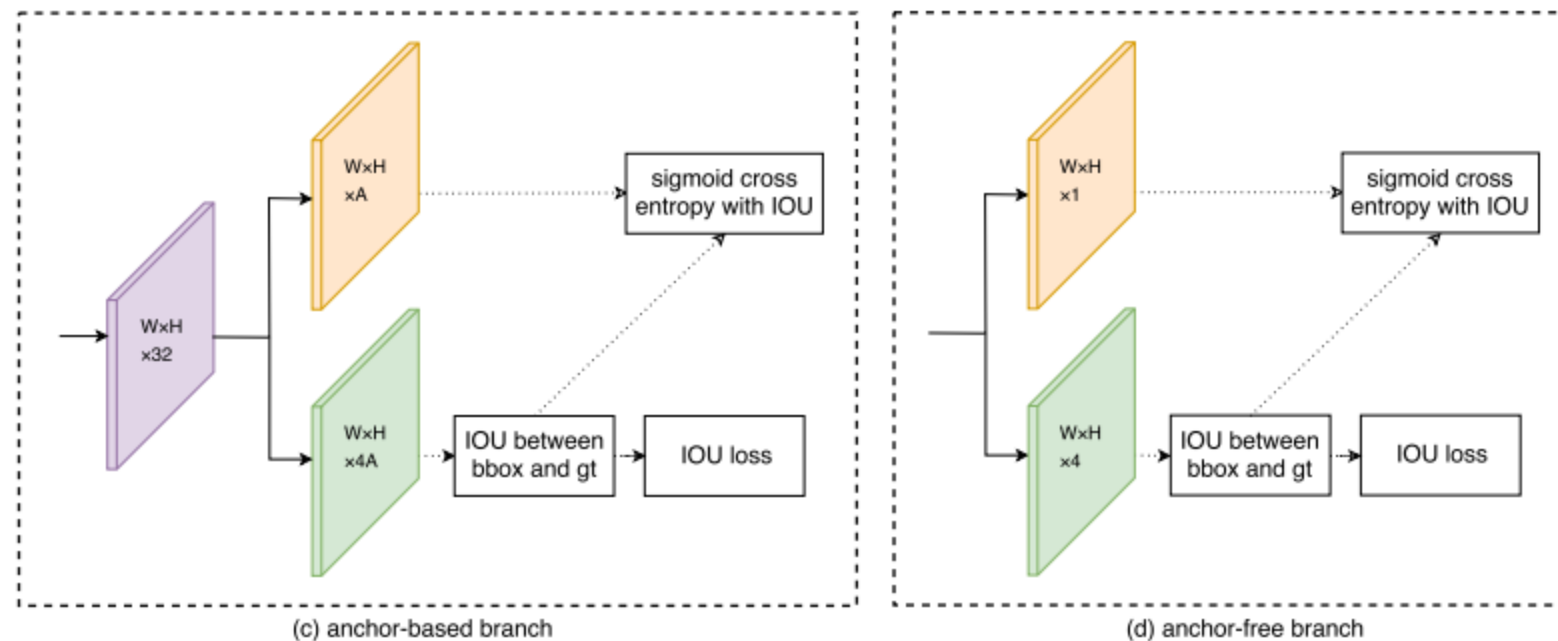 W×H
×32
W×H
×A
sigmoid cross
entropy with IOU
W×H
×4A
IOU between
bbox and gt
IOU loss
(c) anchor-based branch
W×H
×1
sigmoid cross
entropy with IOU
W×H
×4
IOU between
bbox and gt
IOU loss
(d) anchor-free branch